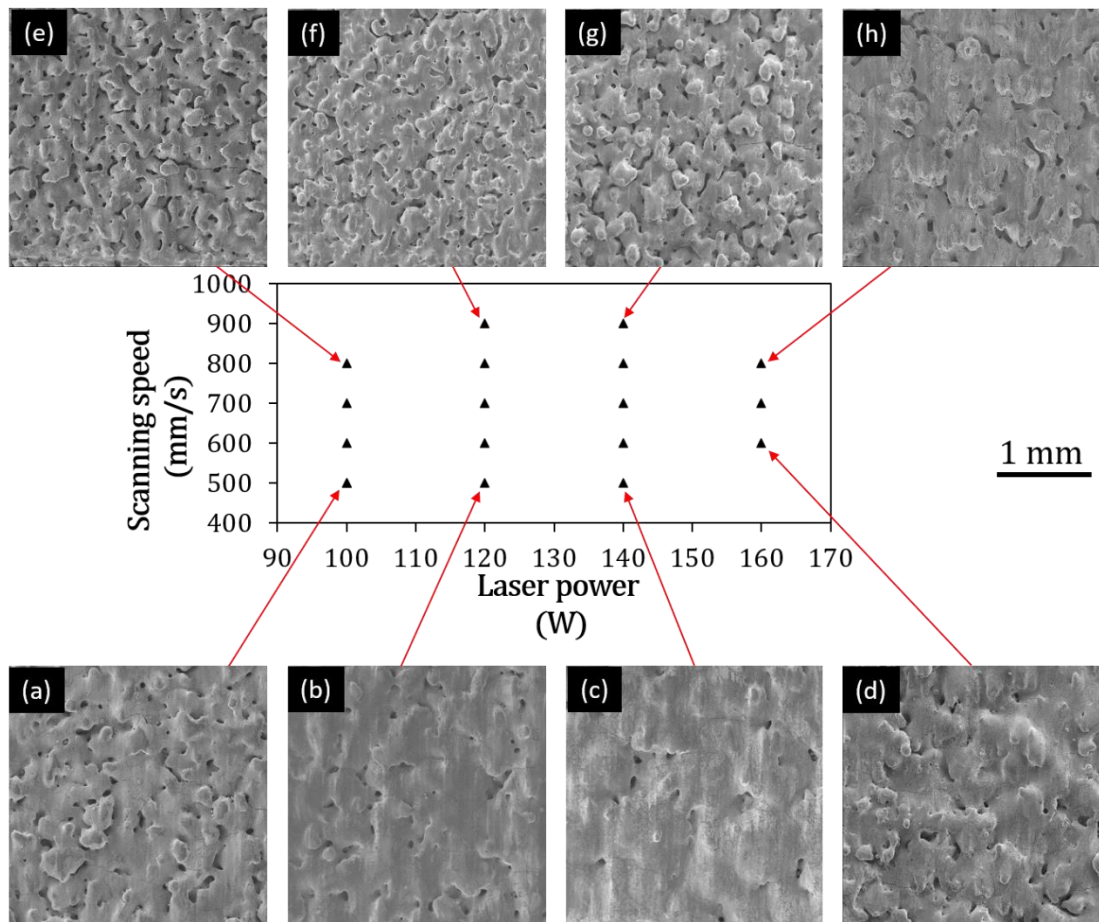 (e)
(f)
(g)
(h)
1000
900
800
700
600
500
400
Scanning speed
(mm/s)
90 100 110 120 130 140 150 160 170
Laser power
(W)
1 mm
(a)
(b)
(c)
(d)